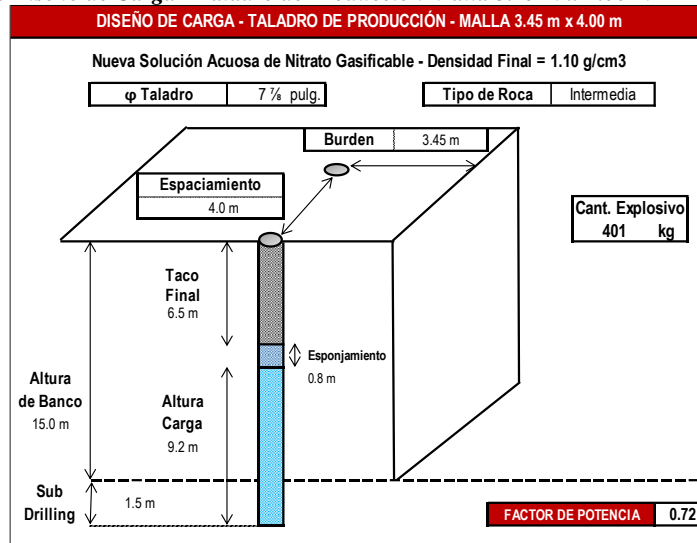 DISEÑO DE CARGA - TALADRO DE PRODUCCIÓN - MALLA 3.45 m x 4.00 m
Nueva Solución Acuosa de Nitrato Gasificable - Densidad Final = 1.10 g/cm3
φ Taladro 7 ⅞ pulg. Tipo de Roca Intermedia
Burden 3.45 m
Espaciamiento
4.0 m
Cant. Explosivo
401 kg
Taco
Final
6.5 m
Esponjamiento
0.8 m
Altura
de Banco
15.0 m
Altura
Carga
9.2 m
Sub
Drilling
1.5 m
FACTOR DE POTENCIA 0.72